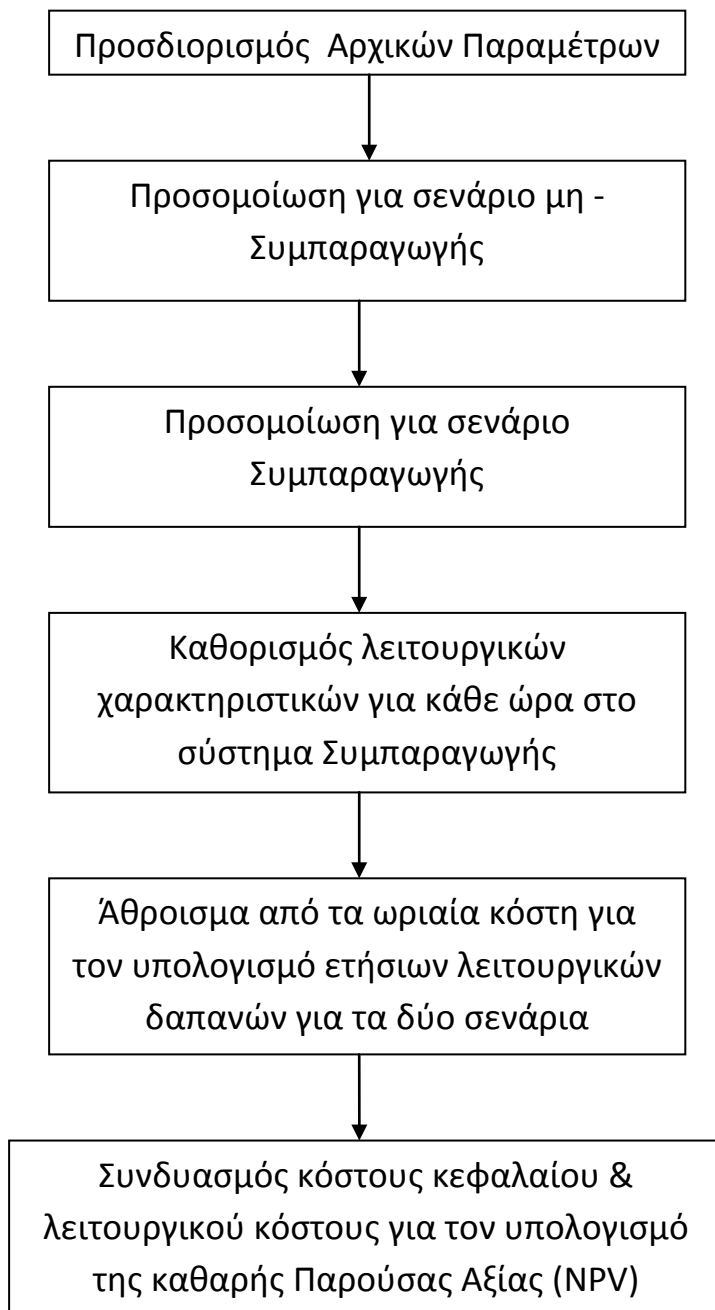 Προσδιορισμός Αρχικών Παραμέτρων
Προσομοίωση για σενάριο μη -
Συμπαραγωγής
Προσομοίωση για σενάριο
Συμπαραγωγής
Καθορισμός λειτουργικών
χαρακτηριστικών για κάθε ώρα στο
σύστημα Συμπαραγωγής
Άθροισμα από τα ωριαία κόστη για
τον υπολογισμό ετήσιων λειτουργικών
δαπανών για τα δύο σενάρια
Συνδυασμός κόστους κεφαλαίου &
λειτουργικού κόστους για τον υπολογισμό
της καθαρής Παρούσας Αξίας (NPV)